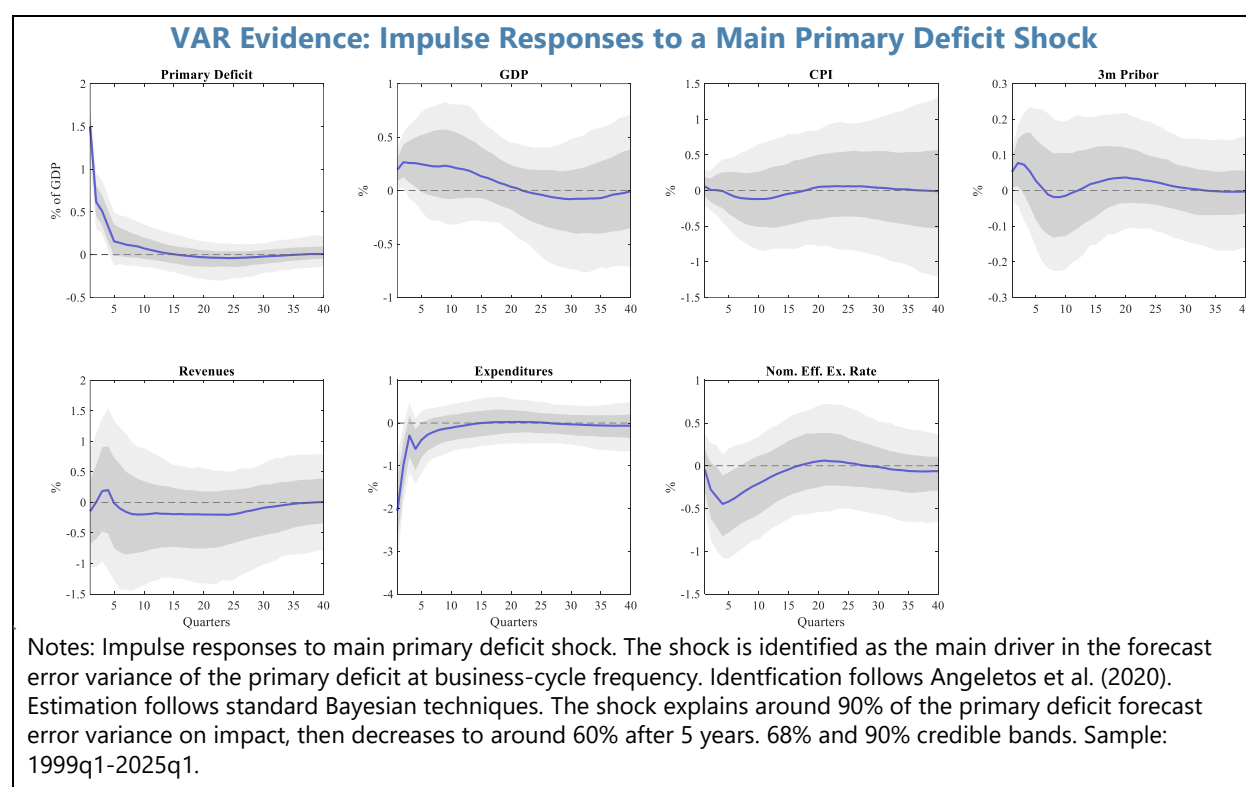 VAR Evidence: Impulse Responses to a Main Primary Deficit Shock
Primary Deficit
GDP
CPI
3m Pribor
2
1.5
1
0.5
0
-0.5
% of GDP
5 10 15 20 25 30 35 40
1
0.5
0
-0.5
-1
%
5 10 15 20 25 30 35 40
1.5
1
0.5
0
-0.5
-1
-1.5
%
5 10 15 20 25 30 35 40
0.3
0.2
0.1
0
-0.1
-0.2
-0.3
%
5 10 15 20 25 30 35 40
Revenues
Expenditures
Nom. Eff. Ex. Rate
2
1.5
1
0.5
0
-0.5
-1
-1.5
%
5 10 15 20 25 30 35 40
Quarters
1
0
-1
-2
-3
-4
%
5 10 15 20 25 30 35 40
Quarters
1
0.5
0
-0.5
-1
-1.5
%
5 10 15 20 25 30 35 40
Quarters
Notes: Impulse responses to main primary deficit shock. The shock is identified as the main driver in the forecast
error variance of the primary deficit at business-cycle frequency. Identfication follows Angeletos et al. (2020).
Estimation follows standard Bayesian techniques. The shock explains around 90% of the primary deficit forecast
error variance on impact, then decreases to around 60% after 5 years. 68% and 90% credible bands. Sample:
1999q1-2025q1.